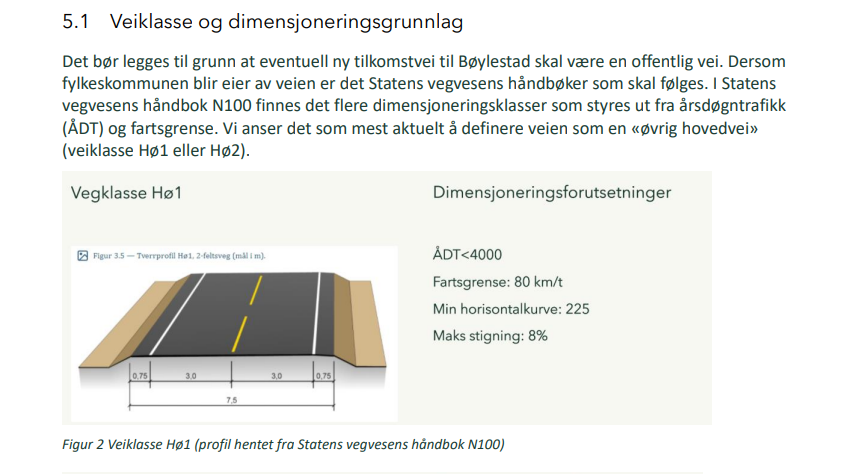 5.1 Veiklasse og dimensjoneringsgrunnlag
Det bør legges til grunn at eventuell ny tilkomstvei til Bøylestad skal være en offentlig vei. Dersom
fylkeskommunen blir eier av veien er det Statens vegvesens håndbøker som skal følges. I Statens
vegvesens håndbok N100 finnes det flere dimensjoneringsklasser som styres ut fra årsdøgntrafikk
(ÅDT) og fartsgrense. Vi anser det som mest aktuelt å definere veien som en «øvrig hovedvei»
(veiklasse Hø1 eller Hø2).
Vegklasse Hø1
Figur 3.5 — Tverrprofil Hø1, 2-feltsveg (mål i m).
0,75 3,0 3,0 0,75
7,5
Dimensjoneringsforutsetninger
ÅDT<4000
Fartsgrense: 80 km/t
Min horisontalkurve: 225
Maks stigning: 8%
Figur 2 Veiklasse Hø1 (profil hentet fra Statens vegvesens håndbok N100)